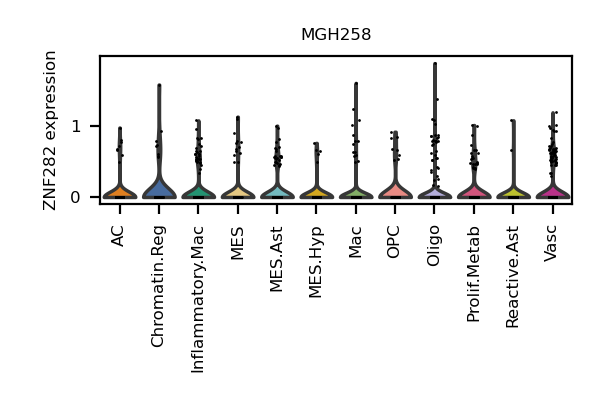 MGH258
ZNF282 expression
1
0
AC
Chromatin.Reg
Inflammatory.Mac
MES
MES.Ast
MES.Hyp
Mac
OPC
Oligo
Prolif.Metab
Reactive.Ast
Vasc